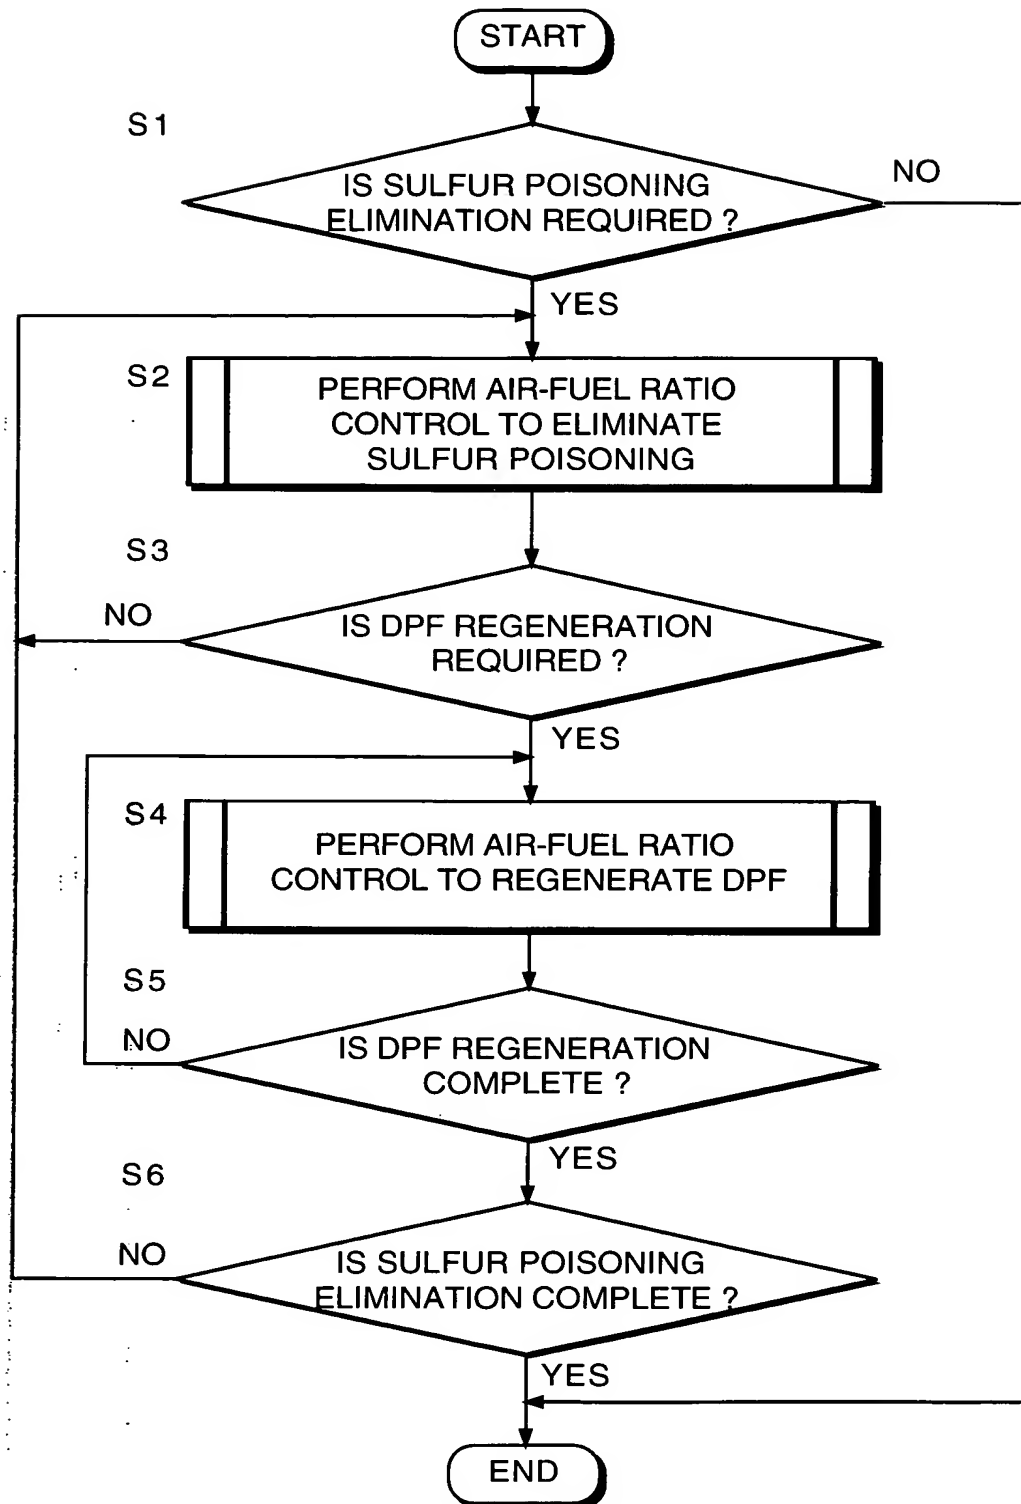 START
S1
IS SULFUR POISONING
ELIMINATION REQUIRED ?
NO
YES
S2
PERFORM AIR-FUEL RATIO
CONTROL TO ELIMINATE
SULFUR POISONING
S3
NO
IS DPF REGENERATION
REQUIRED ?
YES
S4
PERFORM AIR-FUEL RATIO
CONTROL TO REGENERATE DPF
S5
NO
IS DPF REGENERATION
COMPLETE ?
YES
S6
NO
IS SULFUR POISONING
ELIMINATION COMPLETE ?
YES
END